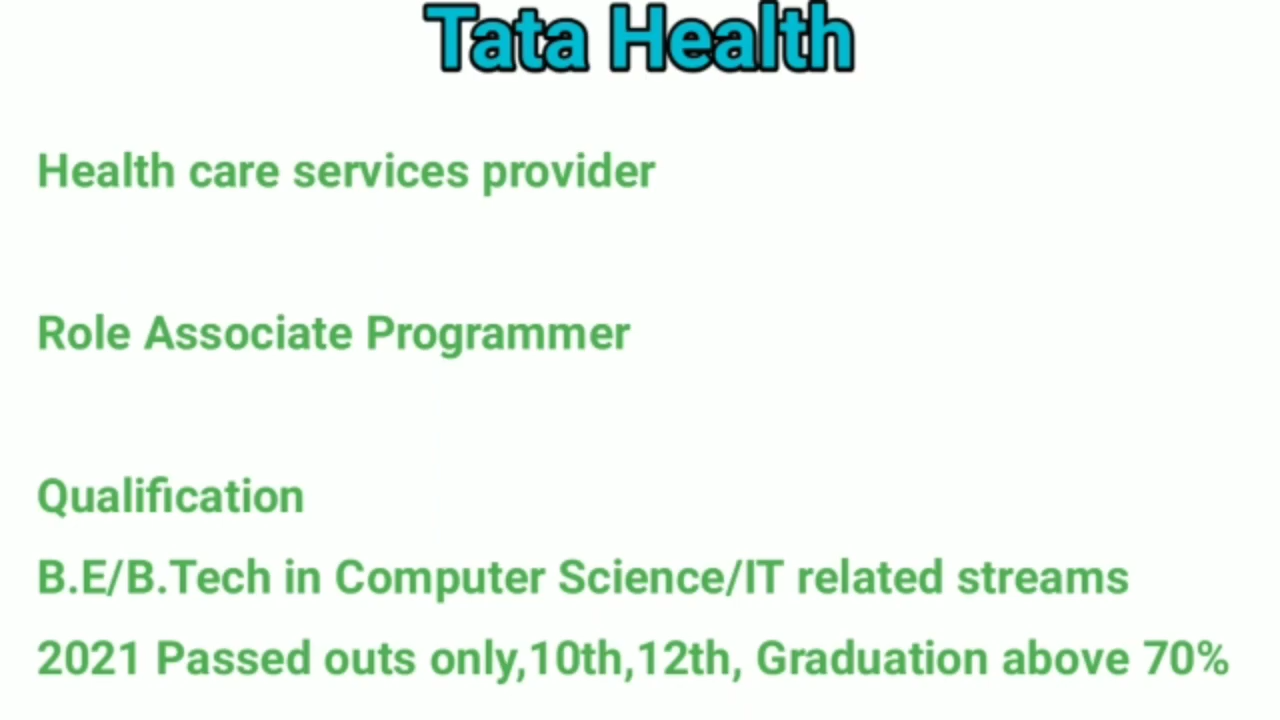 Tata Health
Health care services provider
Role Associate Programmer
Qualification
B.E/B.Tech in Computer Science/IT related streams
2021 Passed outs only,10th,12th, Graduation above 70%